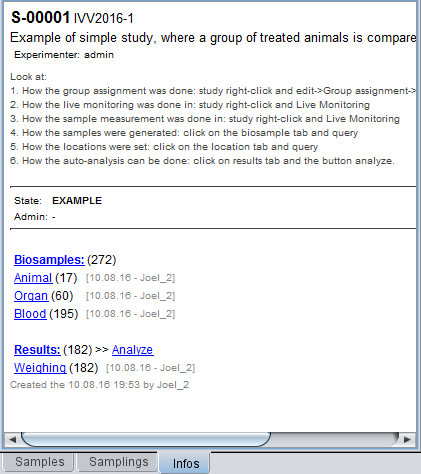 S-00001 IVV2016-1
Example of simple study, where a group of treated animals is compare
Experimenter: admin
Look at:
1. How the group assignment was done: study right-click and edit->Group assignment->
2. How the live monitoring was done in: study right-click and Live Monitoring
3. How the sample measurement was done in: study right-click and Live Monitoring
4. How the samples were generated: click on the biosample tab and query
5. How the locations were set: click on the location tab and query
6. How the auto-analysis can be done: click on results tab and the button analyze.
State: EXAMPLE
Admin: -
Biosamples: (272)
Animal (17) [10.08.16 - Joel_2]
Organ (60) [10.08.16 - Joel_2]
Blood (195) [10.08.16 - Joel_2]
Results: (182) >> Analyze
Weighing (182) [10.08.16 - Joel_2]
Created the 10.08.16 19:53 by Joel_2
Samples Samplings Infos